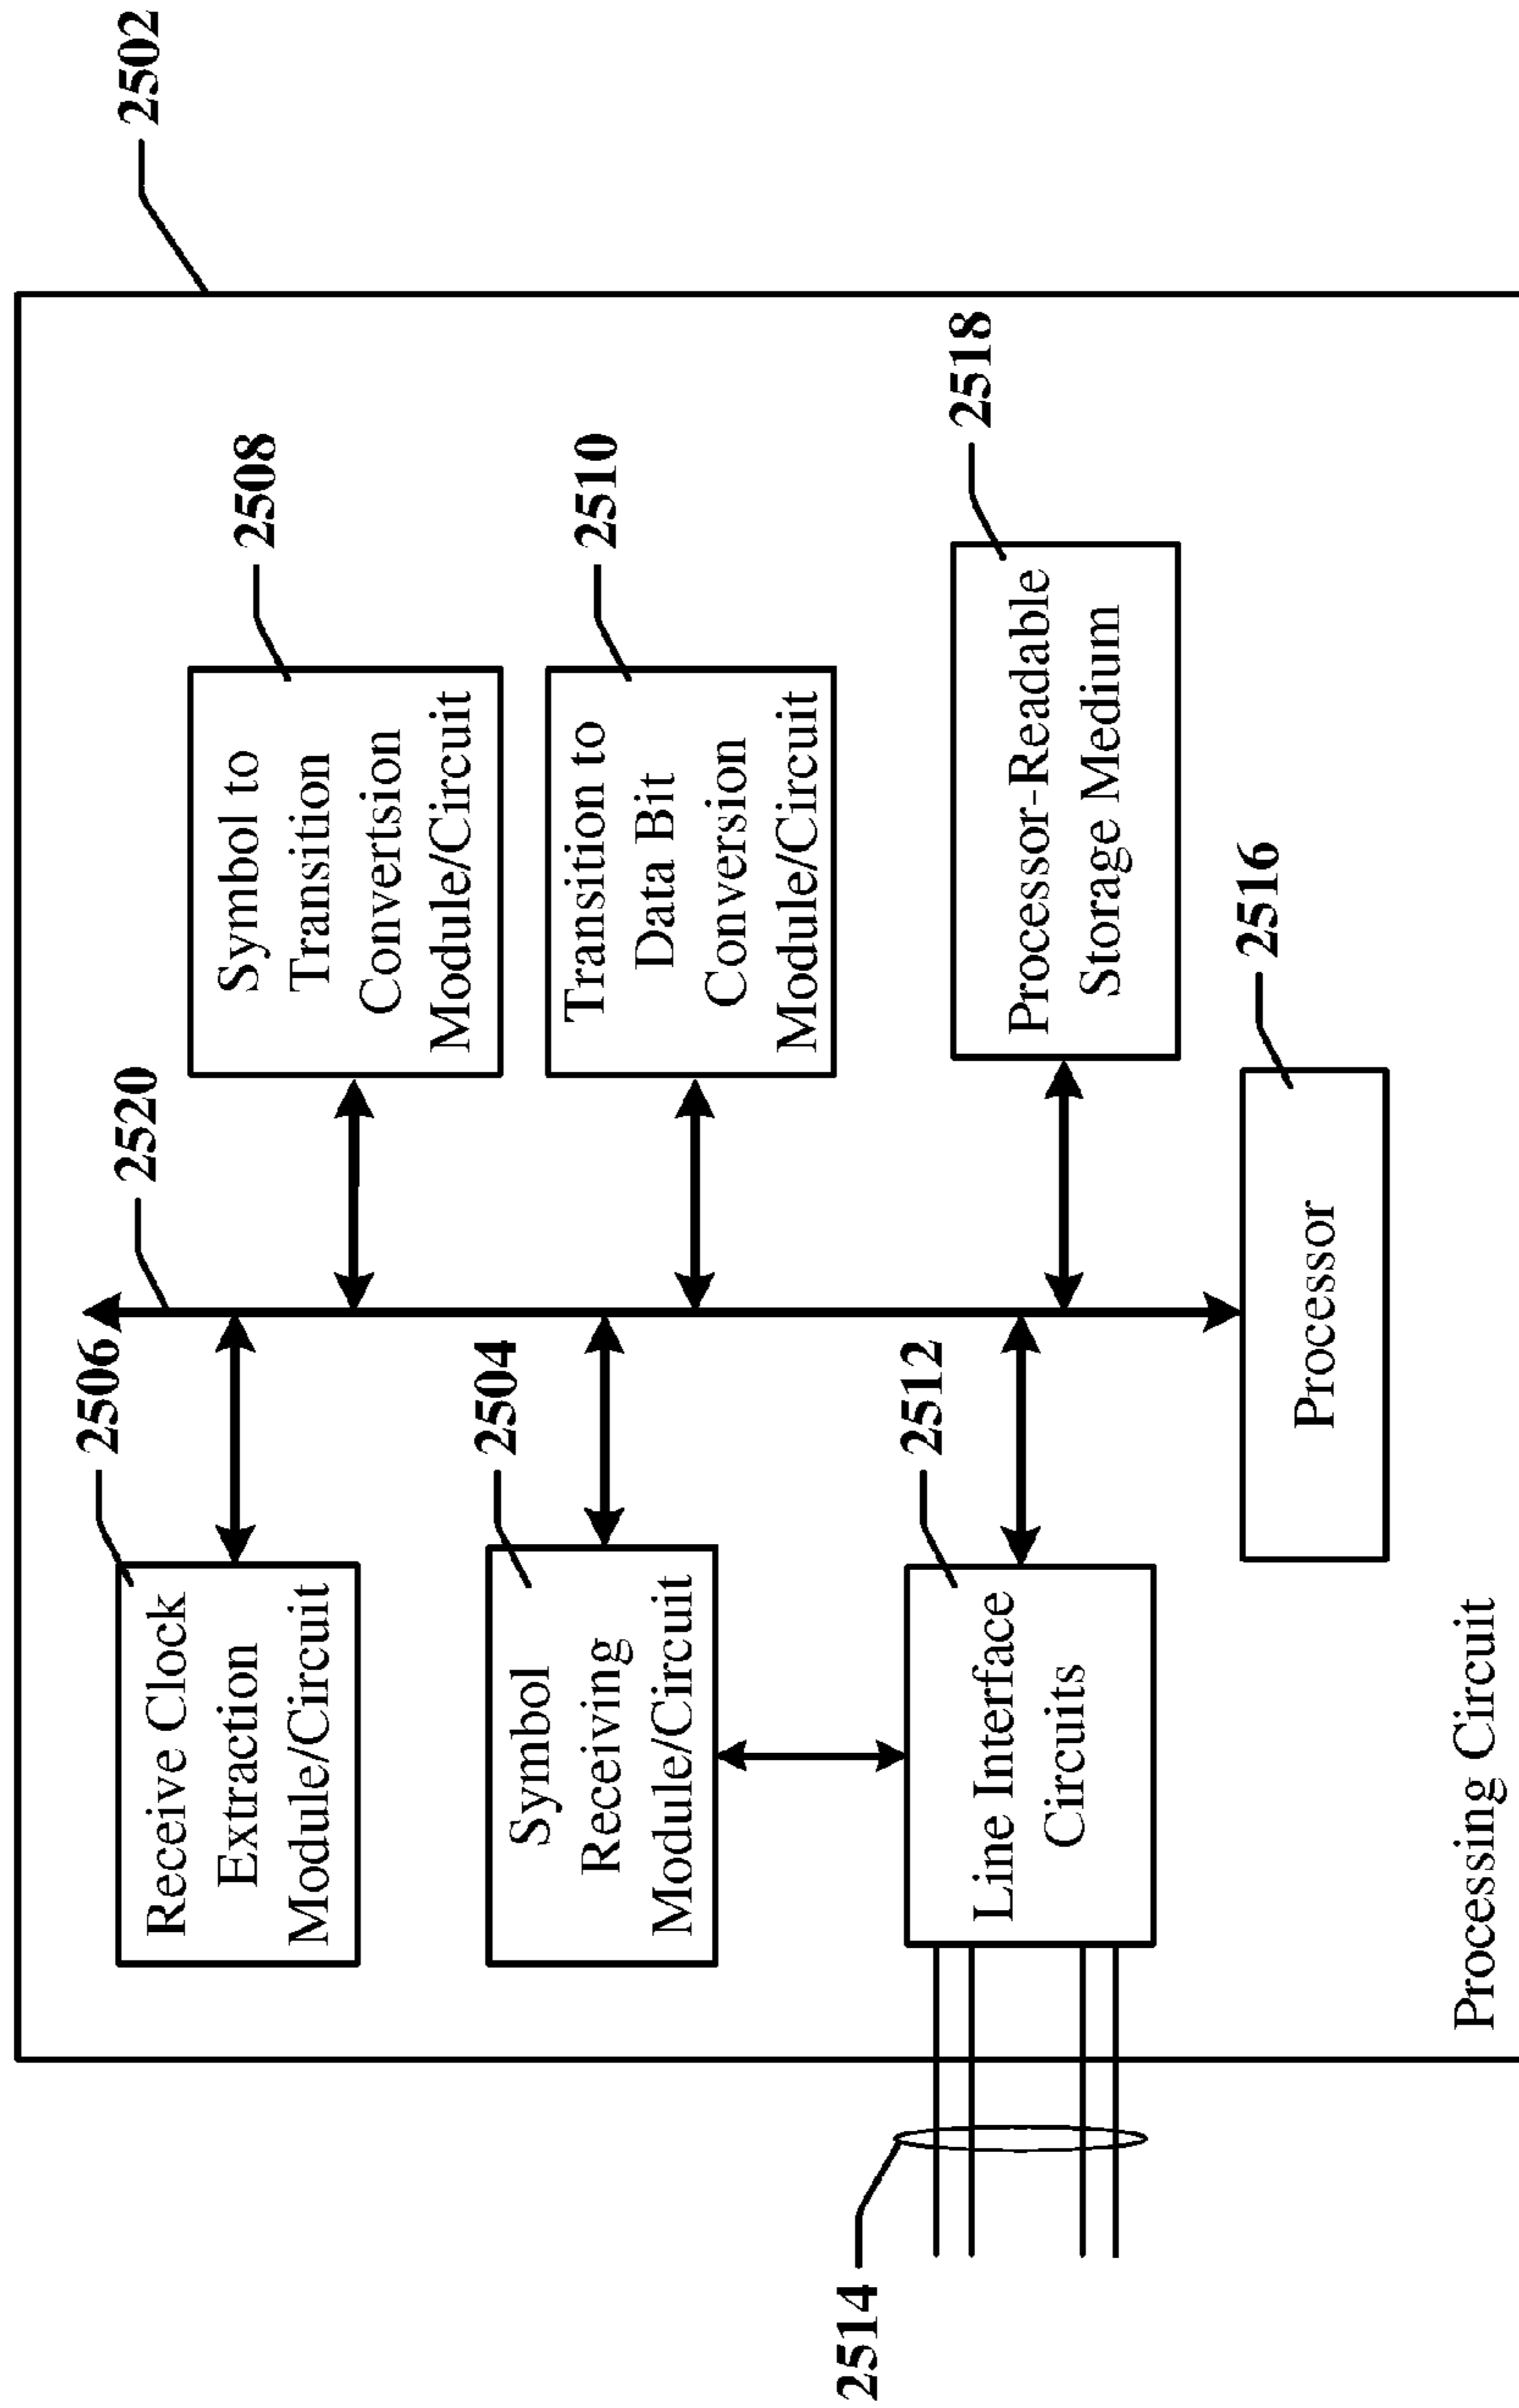 2502
2520
2506
Receive Clock
Extraction
Module/Circuit
2508
Symbol to
Transition
Convertsion
Module/Circuit
2504
Symbol
Receiving
Module/Circuit
2510
Transition to
Data Bit
Conversion
Module/Circuit
2514
2512
Line Interface
Circuits
2518
Processor-Readable
Storage Medium
2516
Processor
Processing Circuit